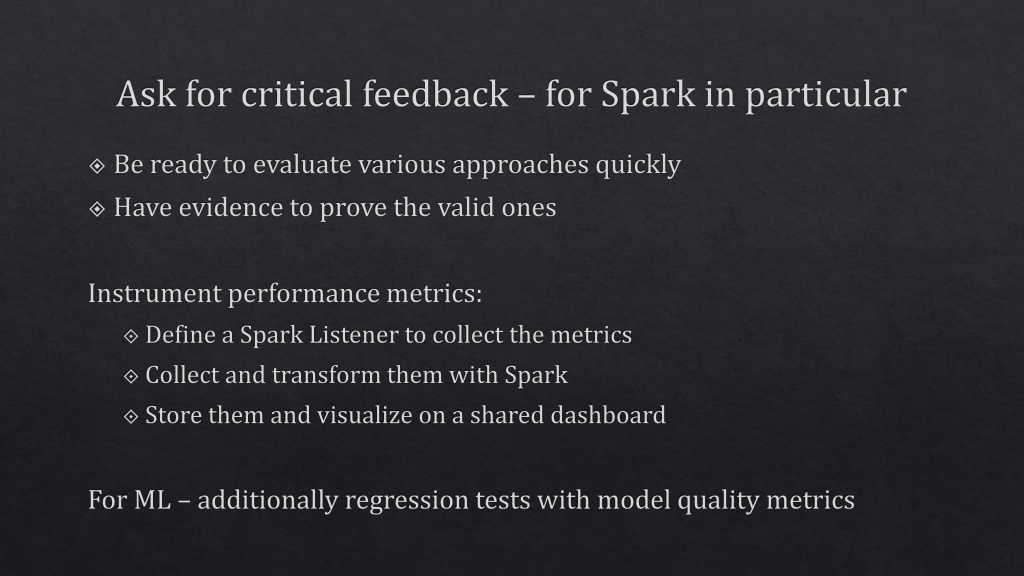 Ask for critical feedback – for Spark in particular
Be ready to evaluate various approaches quickly
Have evidence to prove the valid ones
Instrument performance metrics:
Define a Spark Listener to collect the metrics
Collect and transform them with Spark
Store them and visualize on a shared dashboard
For ML – additionally regression tests with model quality metrics